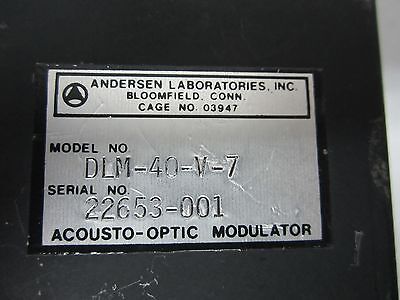 ANDERSEN LABORATORIES, INC.
BLOOMFIELD, CONN.
CAGE NO. 03947
MODEL NO
DLM-40-V-7
SERIAL NO.
22653-001
ACOUSTO-OPTIC MODULATOR